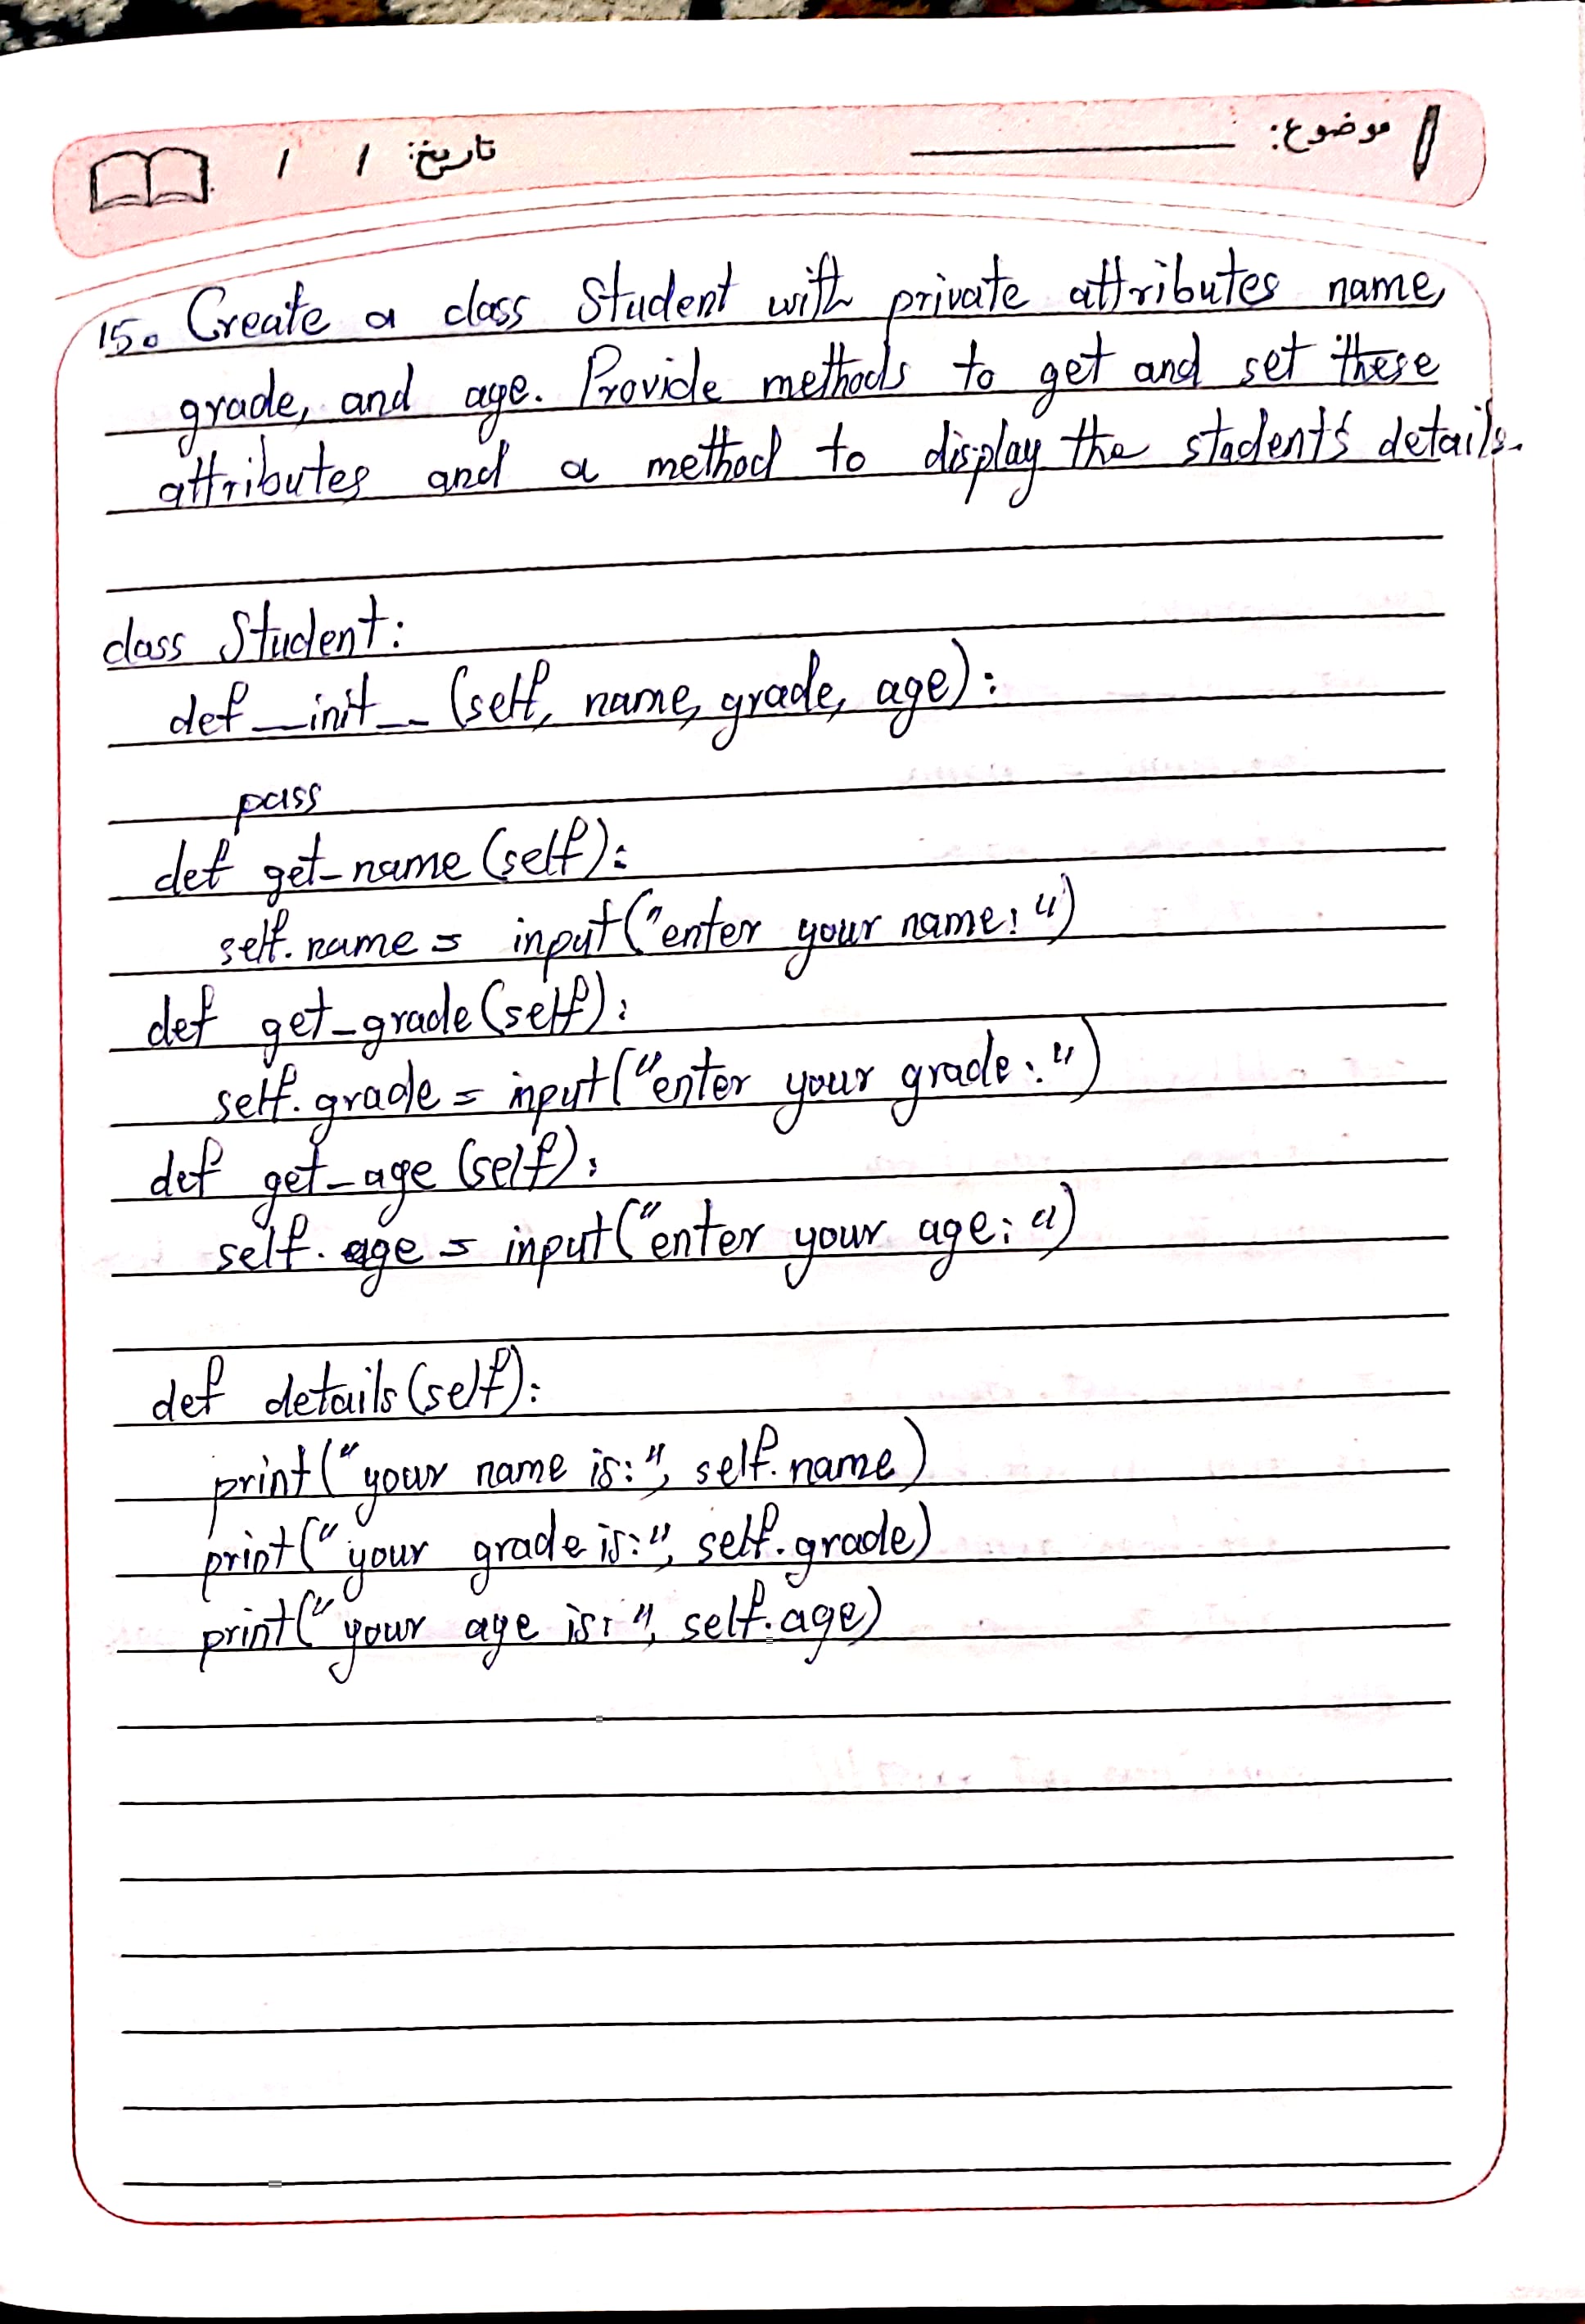 موضوع: تاریخ: / /
15. Create a class Student with private attributes name,
grade, and age. Provide methods to get and set these
attributes and a method to display the student's details.
class Student:
def __init__ (self, name, grade, age):
pass
def get_name (self):
self.name = input("enter your name: ")
def get_grade (self):
self.grade = input("enter your grade: ")
def get_age (self):
self.age = input("enter your age: ")
def details (self):
print("your name is:", self.name)
print("your grade is:", self.grade)
print("your age is:", self.age)